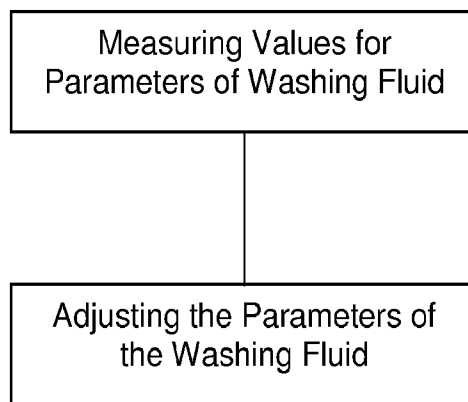 Measuring Values for
Parameters of Washing Fluid
Adjusting the Parameters of
the Washing Fluid